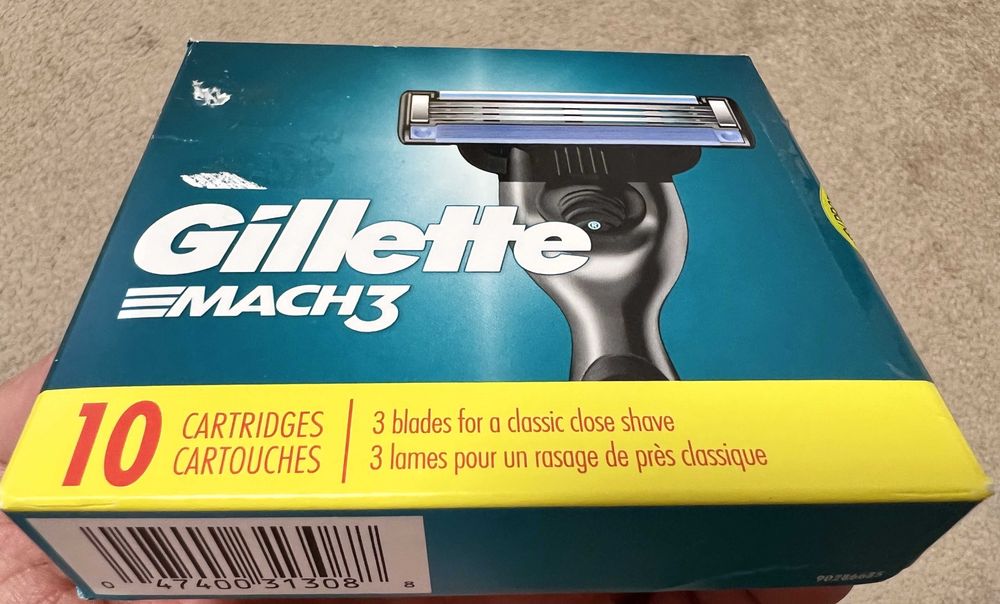 Gillette®
MACH3
10 CARTRIDGES
CARTOUCHES
3 blades for a classic close shave
3 lames pour un rasage de près classique
0 47400 31308 8
90286685